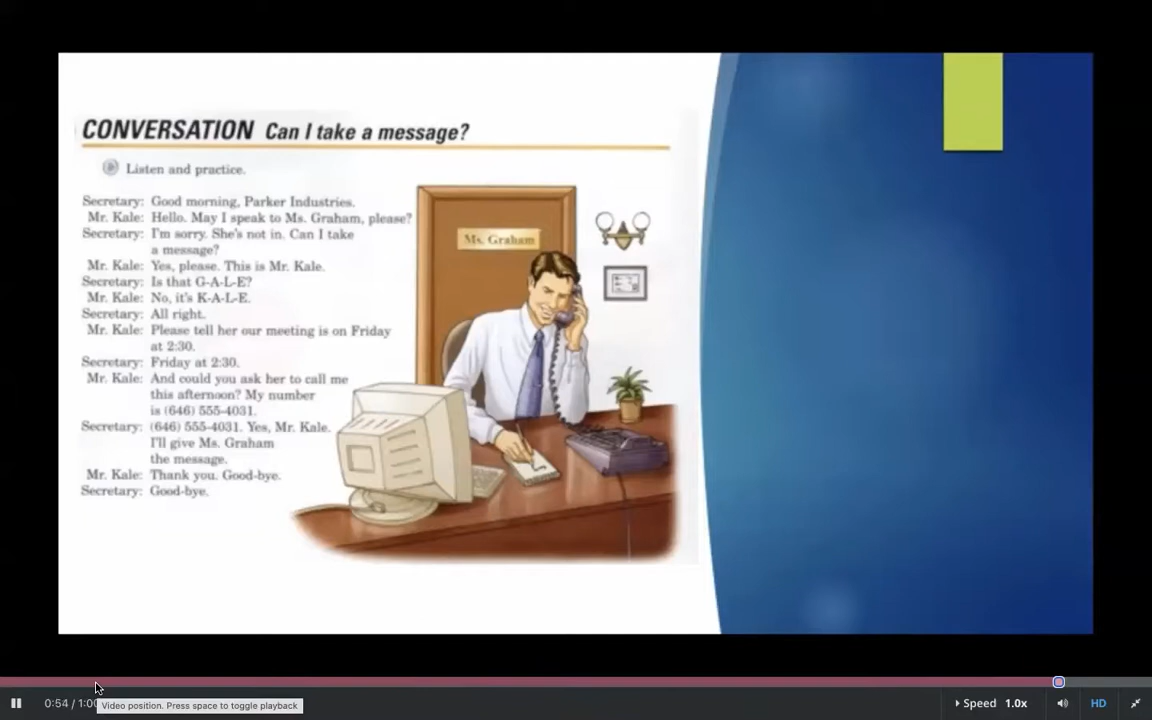 CONVERSATION Can I take a message?
Listen and practice.
Secretary: Good morning, Parker Industries.
Mr. Kale: Hello. May I speak to Ms. Graham, please?
Secretary: I'm sorry. She's not in. Can I take
a message?
Mr. Kale: Yes, please. This is Mr. Kale.
Secretary: Is that G-A-L-E?
Mr. Kale: No, it's K-A-L-E.
Secretary: All right.
Mr. Kale: Please tell her our meeting is on Friday
at 2:30.
Secretary: Friday at 2:30.
Mr. Kale: And could you ask her to call me
this afternoon? My number
is (646) 555-4031.
Secretary: (646) 555-4031. Yes, Mr. Kale.
I'll give Ms. Graham
the message.
Mr. Kale: Thank you. Good-bye.
Secretary: Good-bye.
Ms. Graham
0:54 / 1:00
Video position. Press space to toggle playback
Speed 1.0x
HD